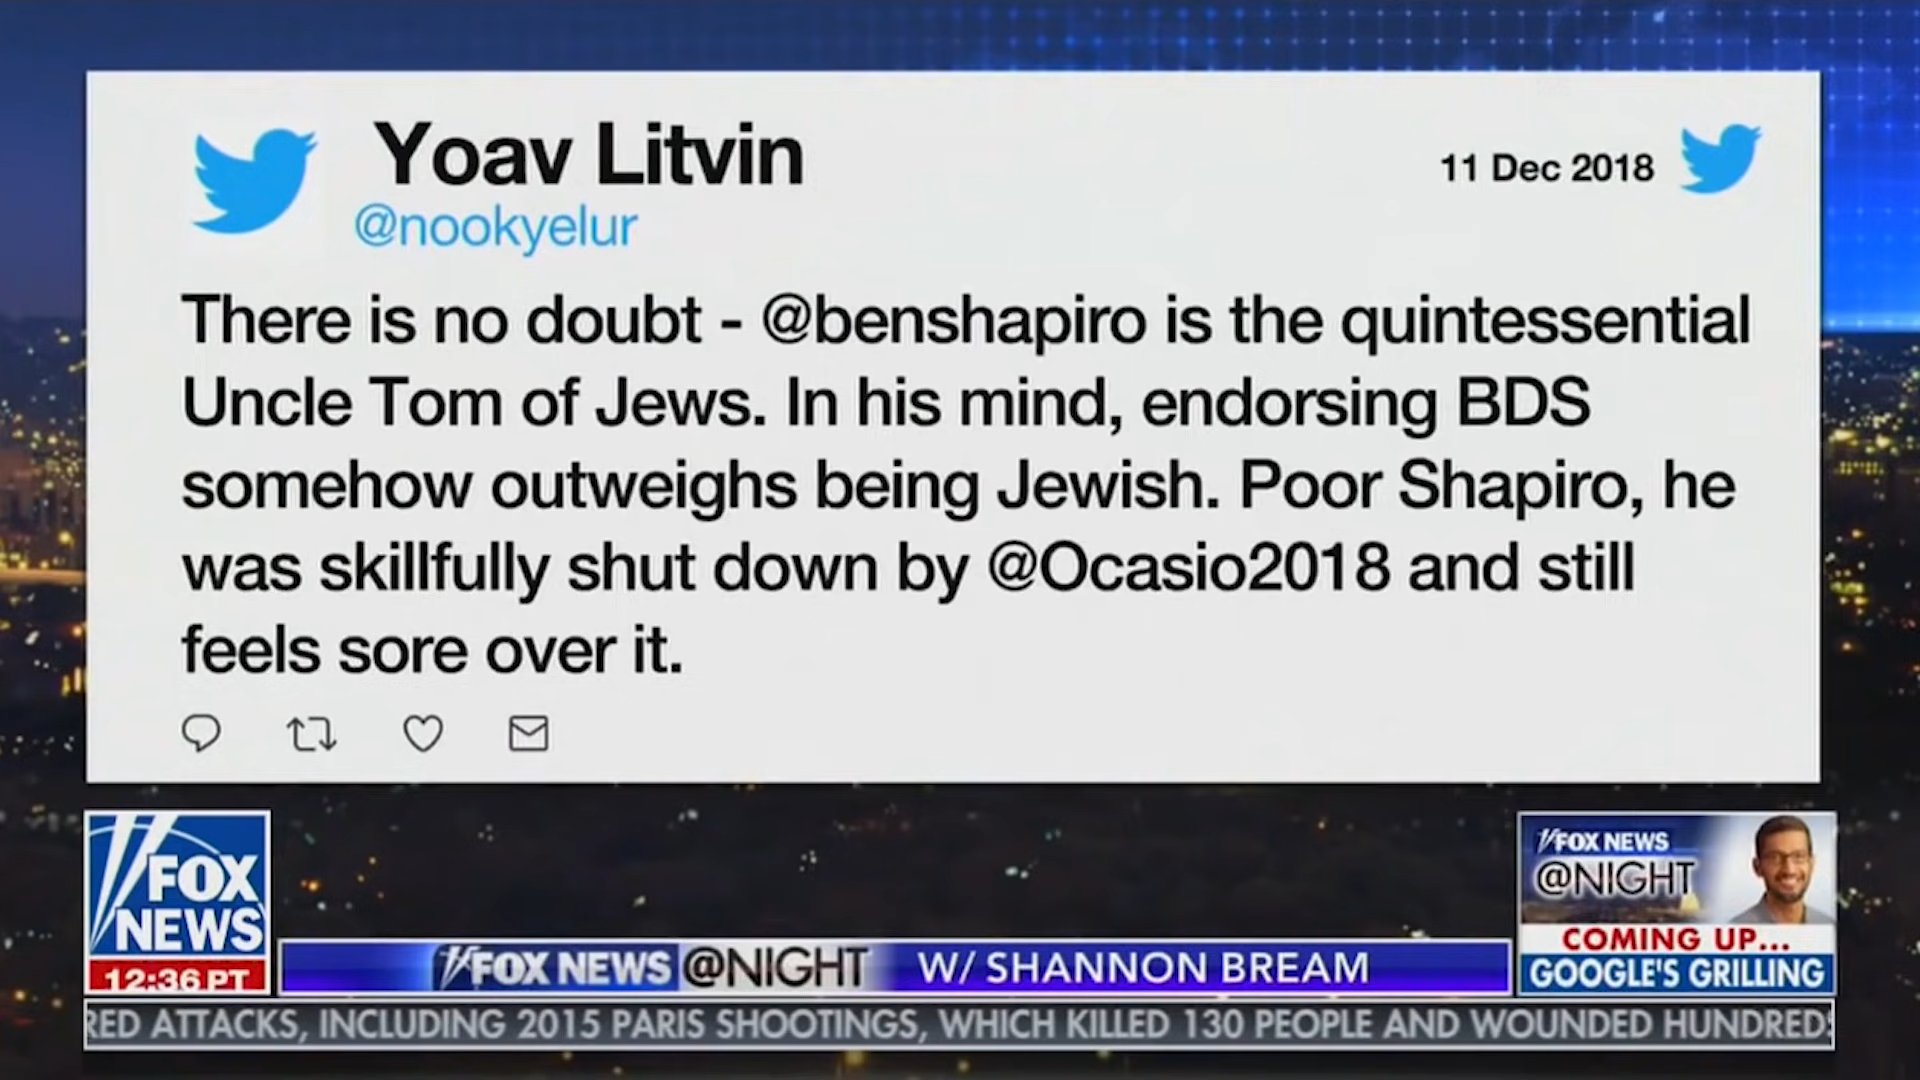 Yoav Litvin
@nookyelur
11 Dec 2018
There is no doubt - @benshapiro is the quintessential
Uncle Tom of Jews. In his mind, endorsing BDS
somehow outweighs being Jewish. Poor Shapiro, he
was skillfully shut down by @Ocasio2018 and still
feels sore over it.
FOX
NEWS
12:36 PT
FOX NEWS @NIGHT W/ SHANNON BREAM
FOX NEWS
@NIGHT
COMING UP...
GOOGLE'S GRILLING
RED ATTACKS, INCLUDING 2015 PARIS SHOOTINGS, WHICH KILLED 130 PEOPLE AND WOUNDED HUNDREDS